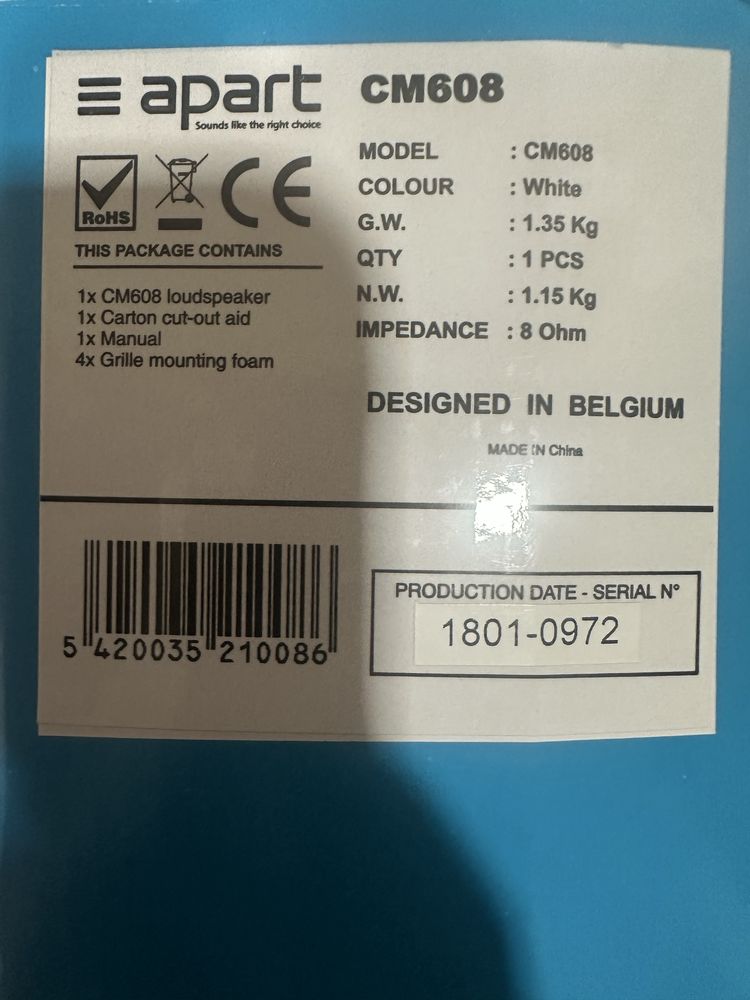 apart
Sounds like the right choice
CM608
RoHS
CE
THIS PACKAGE CONTAINS
1x CM608 loudspeaker
1x Carton cut-out aid
1x Manual
4x Grille mounting foam
MODEL : CM608
COLOUR : White
G.W. : 1.35 Kg
QTY : 1 PCS
N.W. : 1.15 Kg
IMPEDANCE : 8 Ohm
DESIGNED IN BELGIUM
MADE IN China
5 420035 210086
PRODUCTION DATE - SERIAL N°
1801-0972